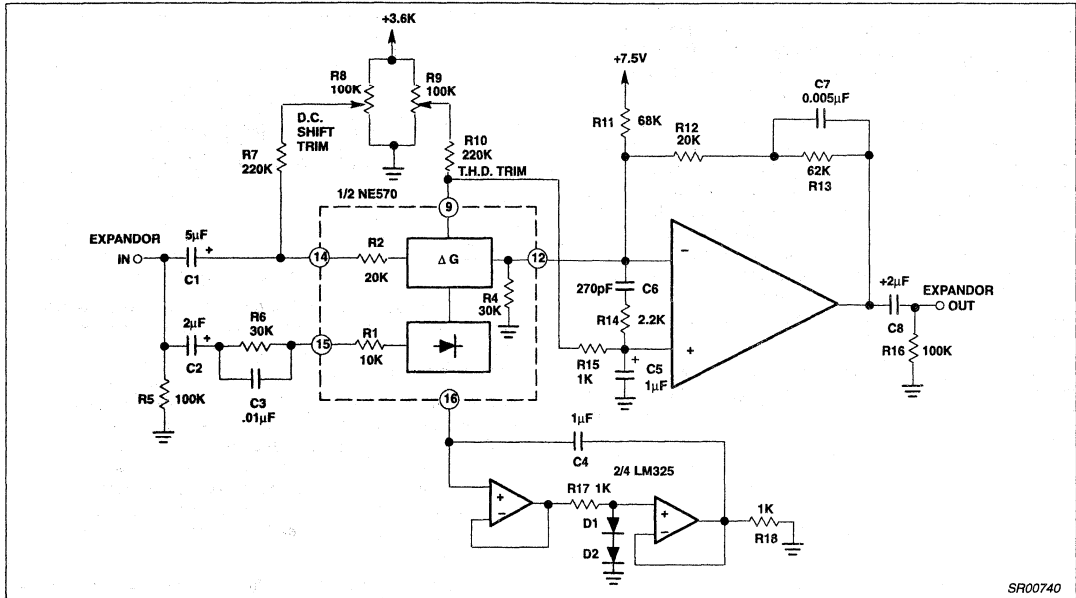 +3.6K
R8
100K
R9
100K
D.C.
SHIFT
TRIM
R7
220K
R10
220K
T.H.D. TRIM
1/2 NE570
9
+7.5V
R11
68K
R12
20K
C7
0.005µF
62K
R13
EXPANDOR
IN
5µF
+
C1
14
R2
20K
ΔG
12
R4
30K
2µF
+
C2
R6
30K
15
R1
10K
C3
.01µF
R5
100K
16
270pF
C6
R14
2.2K
−
+
R15
1K
+
C5
1µF
+2µF
C8
EXPANDOR
OUT
R16
100K
1µF
C4
2/4 LM325
+
−
R17 1K
D1
D2
+
−
1K
R18
SR00740